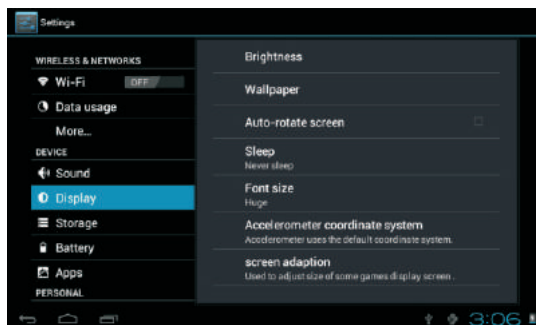 Settings
WIRELESS & NETWORKS
Wi-Fi OFF
Data usage
More...
DEVICE
Sound
Display
Storage
Battery
Apps
PERSONAL
Brightness
Wallpaper
Auto-rotate screen
Sleep
Never sleep
Font size
Huge
Accelerometer coordinate system
Accelerometer uses the default coordinate system.
screen adaption
Used to adjust size of some games display screen.
3:06